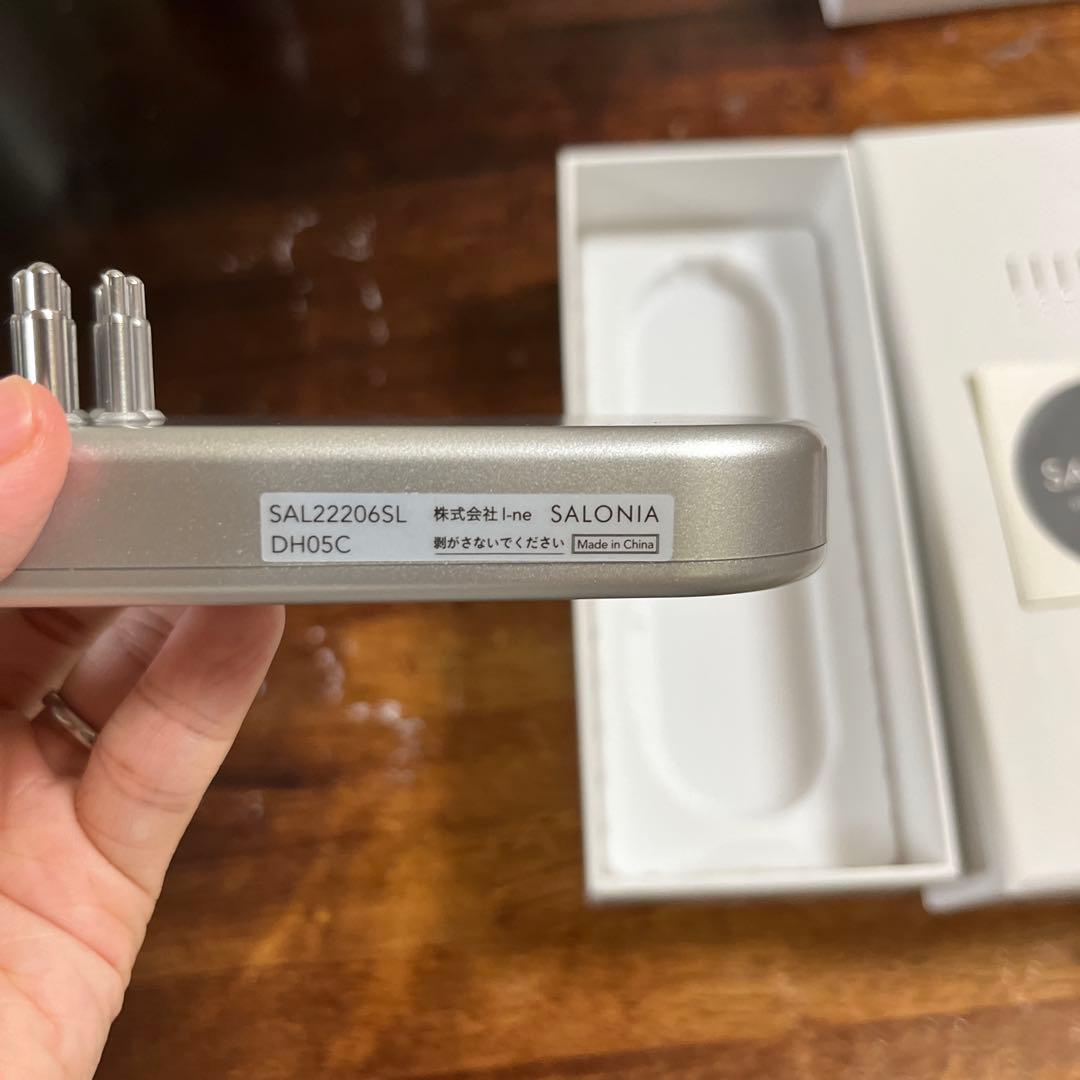 SAL22206SL 株式会社 I-ne SALONIA
DH05C 剥がさないでください Made in China
SA